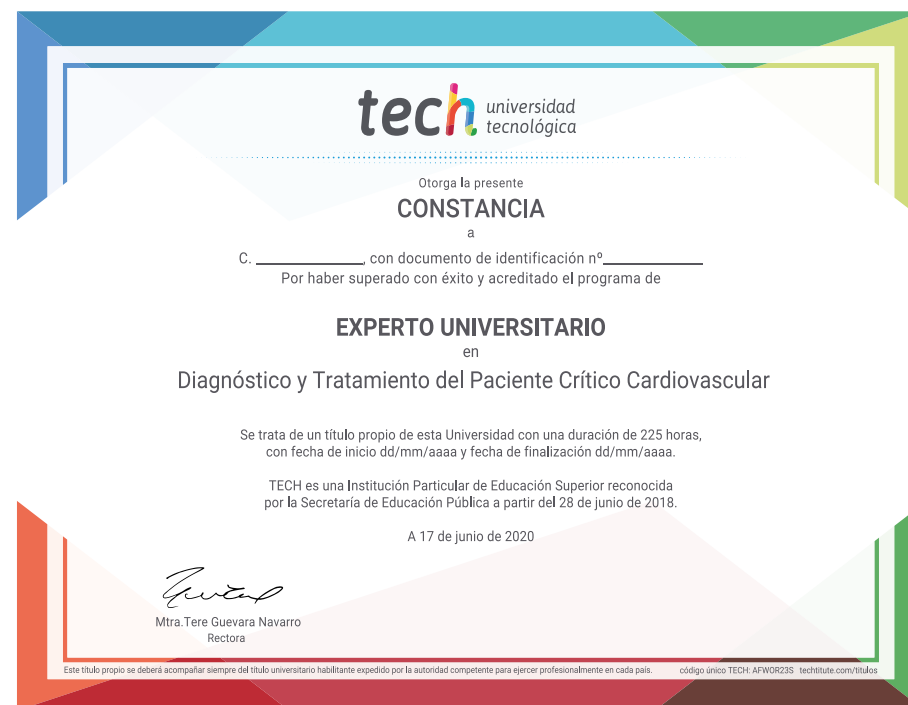 tech universidad
tecnológica
Otorga la presente
CONSTANCIA
a
C. ______________, con documento de identificación nº_____________
Por haber superado con éxito y acreditado el programa de
EXPERTO UNIVERSITARIO
en
Diagnóstico y Tratamiento del Paciente Crítico Cardiovascular
Se trata de un título propio de esta Universidad con una duración de 225 horas,
con fecha de inicio dd/mm/aaaa y fecha de finalización dd/mm/aaaa.
TECH es una Institución Particular de Educación Superior reconocida
por la Secretaría de Educación Pública a partir del 28 de junio de 2018.
A 17 de junio de 2020
Mtra.Tere Guevara Navarro
Rectora
Este título propio se deberá acompañar siempre del título universitario habilitante expedido por la autoridad competente para ejercer profesionalmente en cada país. código único TECH: AFWOR23S techtitute.com/titulos